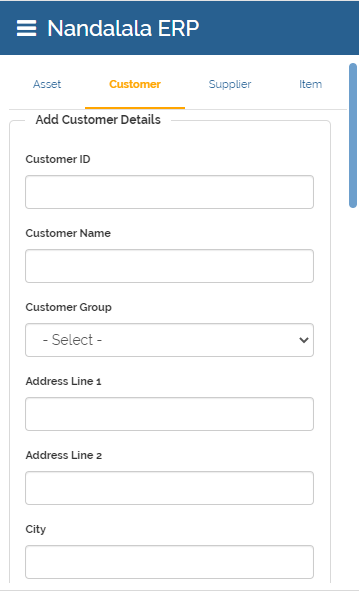 Nandalala ERP
Asset Customer Supplier Item
Add Customer Details
Customer ID
Customer Name
Customer Group
- Select -
Address Line 1
Address Line 2
City